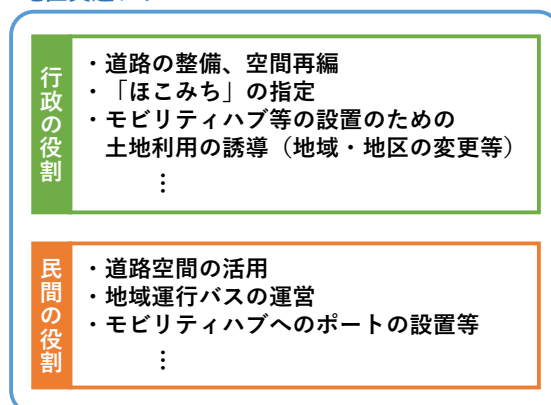 行政の役割
・道路の整備、空間再編
・「ほこみち」の指定
・モビリティハブ等の設置のための
土地利用の誘導（地域・地区の変更等）
⋮
民間の役割
・道路空間の活用
・地域運行バスの運営
・モビリティハブへのポートの設置等
⋮